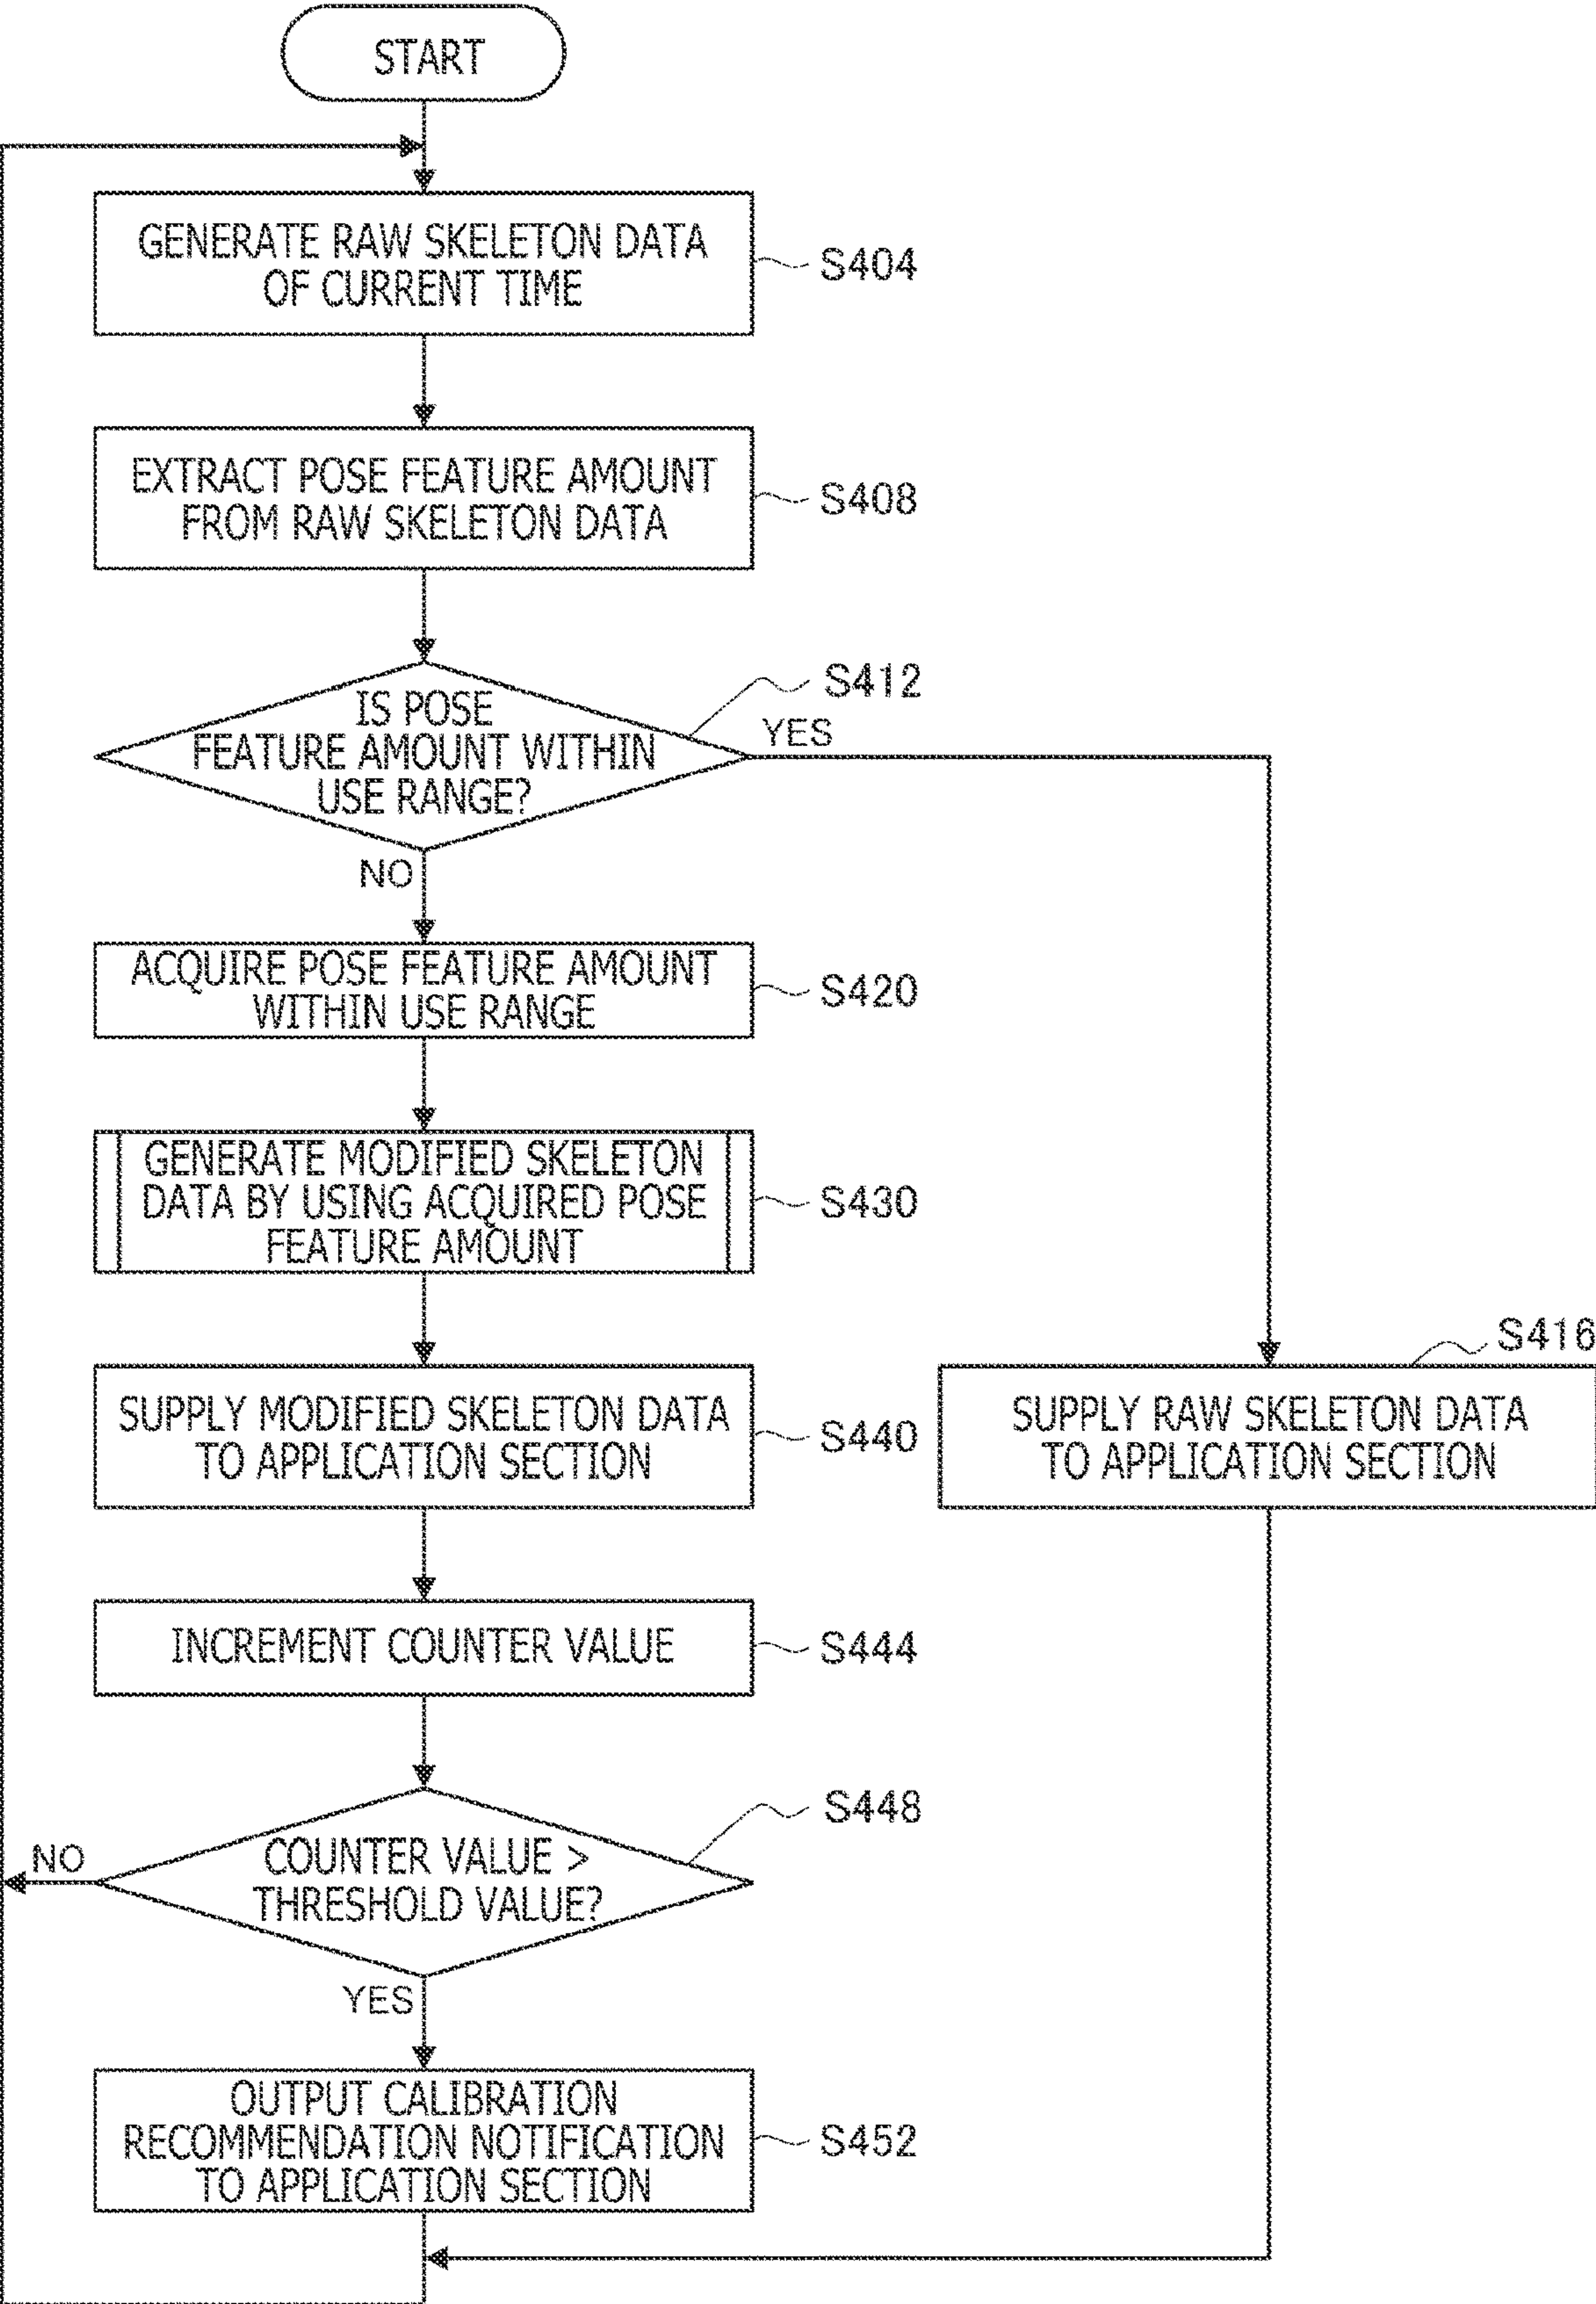 START
GENERATE RAW SKELETON DATA
OF CURRENT TIME
S404
EXTRACT POSE FEATURE AMOUNT
FROM RAW SKELETON DATA
S408
IS POSE
FEATURE AMOUNT WITHIN
USE RANGE?
S412
YES
NO
ACQUIRE POSE FEATURE AMOUNT
WITHIN USE RANGE
S420
GENERATE MODIFIED SKELETON
DATA BY USING ACQUIRED POSE
FEATURE AMOUNT
S430
SUPPLY MODIFIED SKELETON DATA
TO APPLICATION SECTION
S440
S416
SUPPLY RAW SKELETON DATA
TO APPLICATION SECTION
INCREMENT COUNTER VALUE
S444
COUNTER VALUE >
THRESHOLD VALUE?
S448
NO
YES
OUTPUT CALIBRATION
RECOMMENDATION NOTIFICATION
TO APPLICATION SECTION
S452